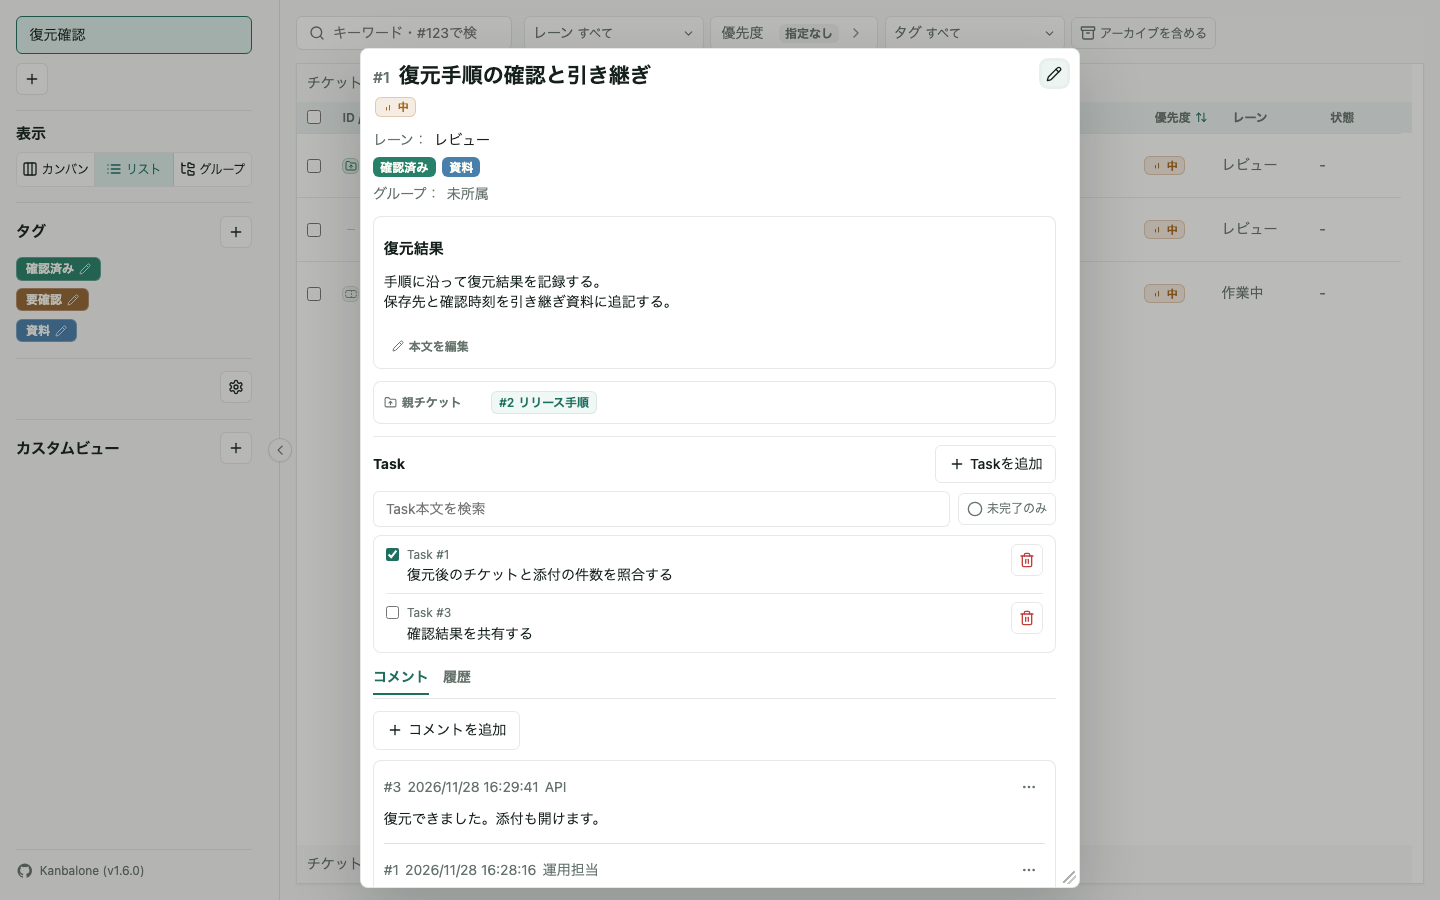 復元確認
表示
カンバン
リスト
グループ
タグ
確認済み
要確認
資料
カスタムビュー
Kanbalone (v1.6.0)
キーワード・#123で検
レーン すべて
優先度 指定なし
タグ すべて
アーカイブを含める
チケット
ID
優先度
レーン
状態
中
レビュー
-
中
レビュー
-
中
作業中
-
チケット
#1 復元手順の確認と引き継ぎ
中
レーン： レビュー
確認済み 資料
グループ： 未所属
復元結果
手順に沿って復元結果を記録する。
保存先と確認時刻を引き継ぎ資料に追記する。
本文を編集
親チケット #2 リリース手順
Task
Taskを追加
Task本文を検索
未完了のみ
Task #1
復元後のチケットと添付の件数を照合する
Task #3
確認結果を共有する
コメント 履歴
コメントを追加
#3 2026/11/28 16:29:41 API
復元できました。添付も開けます。
#1 2026/11/28 16:28:16 運用担当